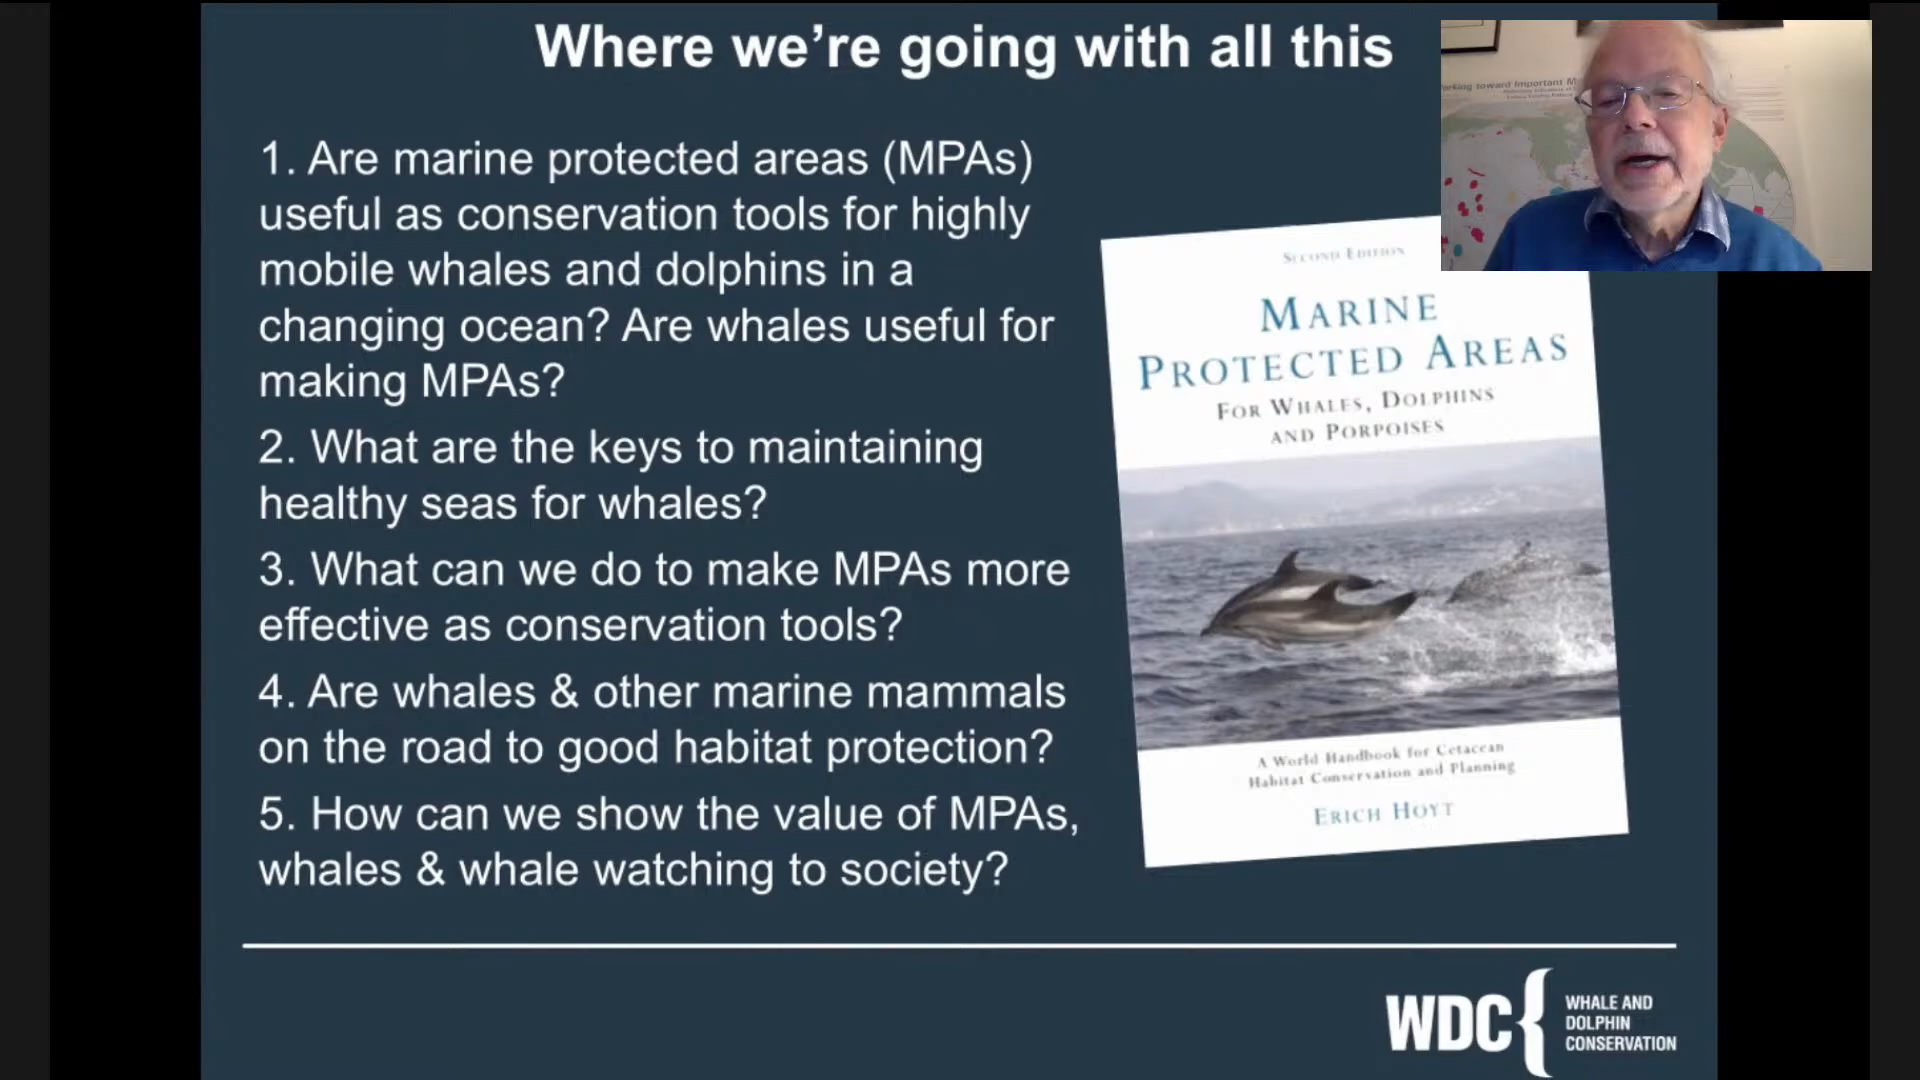 Where we’re going with all this
1. Are marine protected areas (MPAs)
useful as conservation tools for highly
mobile whales and dolphins in a
changing ocean? Are whales useful for
making MPAs?
2. What are the keys to maintaining
healthy seas for whales?
3. What can we do to make MPAs more
effective as conservation tools?
4. Are whales & other marine mammals
on the road to good habitat protection?
5. How can we show the value of MPAs,
whales & whale watching to society?
SECOND EDITION
MARINE
PROTECTED AREAS
FOR WHALES, DOLPHINS
AND PORPOISES
A World Handbook for Cetacean
Habitat Conservation and Planning
ERICH HOYT
toward Important
WDC
WHALE AND
DOLPHIN
CONSERVATION